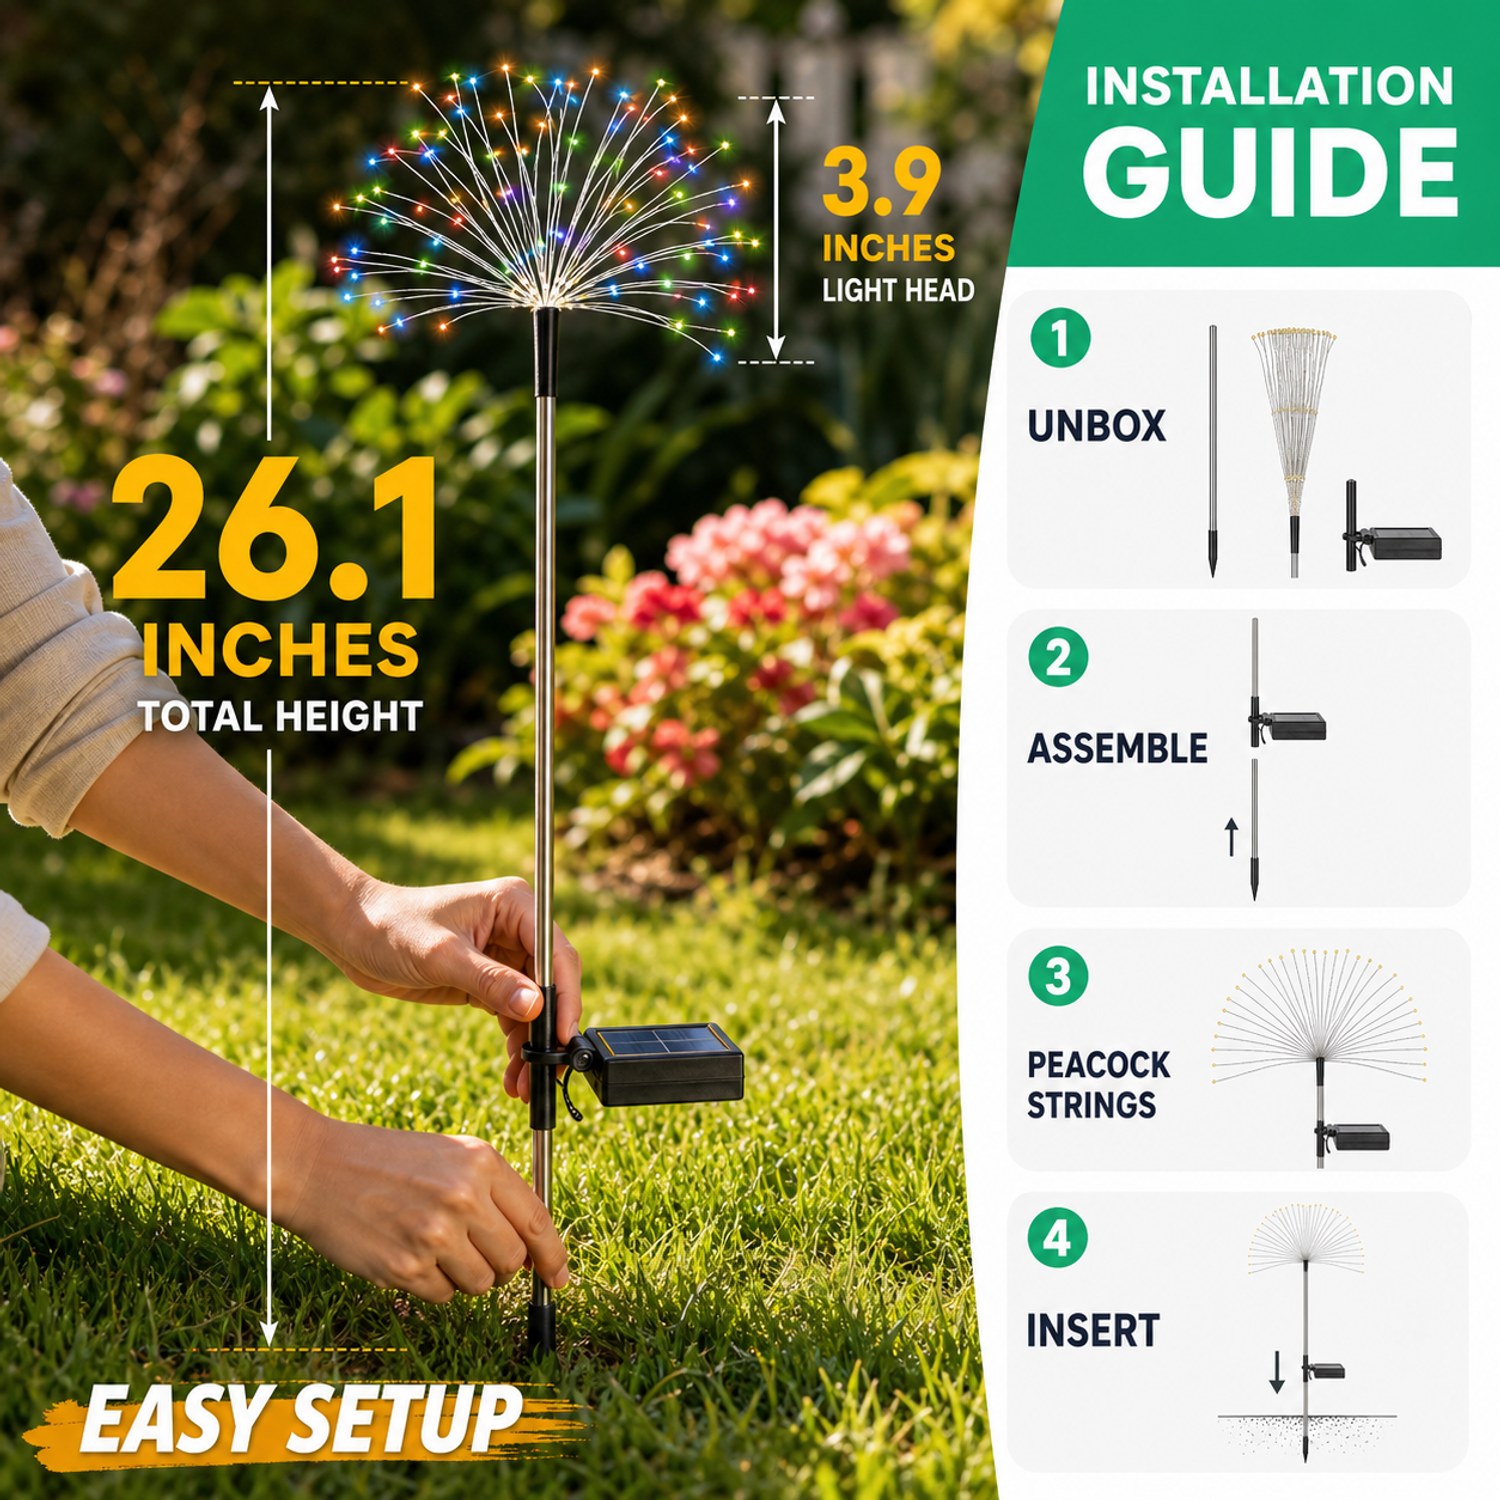 26.1
INCHES
TOTAL HEIGHT
3.9
INCHES
LIGHT HEAD
EASY SETUP
INSTALLATION
GUIDE
1
UNBOX
2
ASSEMBLE
3
PEACOCK
STRINGS
4
INSERT